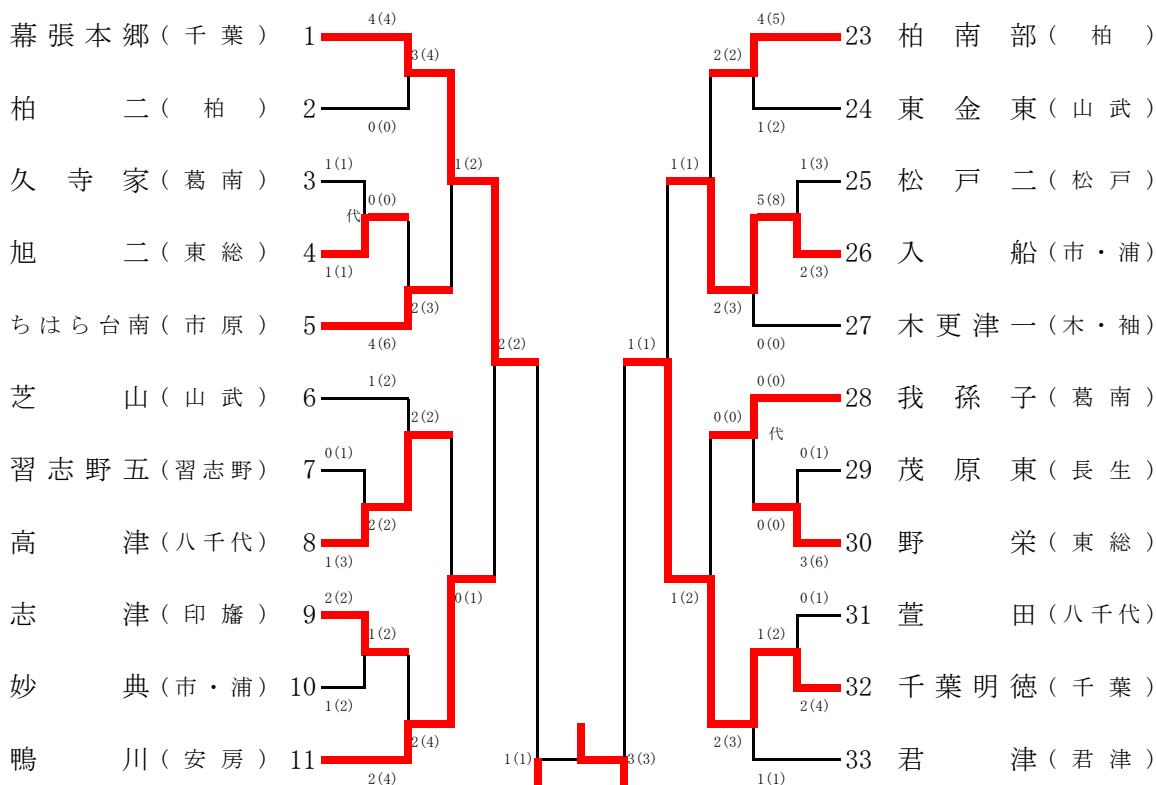 4(4)
幕張本郷(千葉) 1
3(4)
柏二(柏) 2
0(0)
1(1)
1(2)
久寺家(葛南) 3
0(0)
代
旭二(東総) 4
1(1)
2(3)
ちはら台南(市原) 5
4(6)
2(2)
1(2)
芝山(山武) 6
2(2)
0(1)
習志野五(習志野) 7
2(2)
高津(八千代) 8
1(3)
0(1)
2(2)
志津(印旛) 9
1(2)
妙典(市・浦) 10
1(2)
2(4)
鴨川(安房) 11
2(4)
1(1)
3(3)
4(5)
23 柏南部(柏)
2(2)
24 東金東(山武)
1(2)
1(1)
1(3)
25 松戸二(松戸)
5(8)
26 入船(市・浦)
2(3)
2(3)
27 木更津一(木・袖)
0(0)
1(1)
0(0)
28 我孫子(葛南)
0(0)
代
0(1)
29 茂原東(長生)
0(0)
30 野栄(東総)
3(6)
1(2)
0(1)
31 萱田(八千代)
1(2)
32 千葉明徳(千葉)
2(4)
2(3)
33 君津(君津)
1(1)